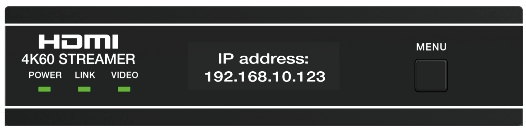 HDMI
4K60 STREAMER
POWER LINK VIDEO
IP address:
192.168.10.123
MENU